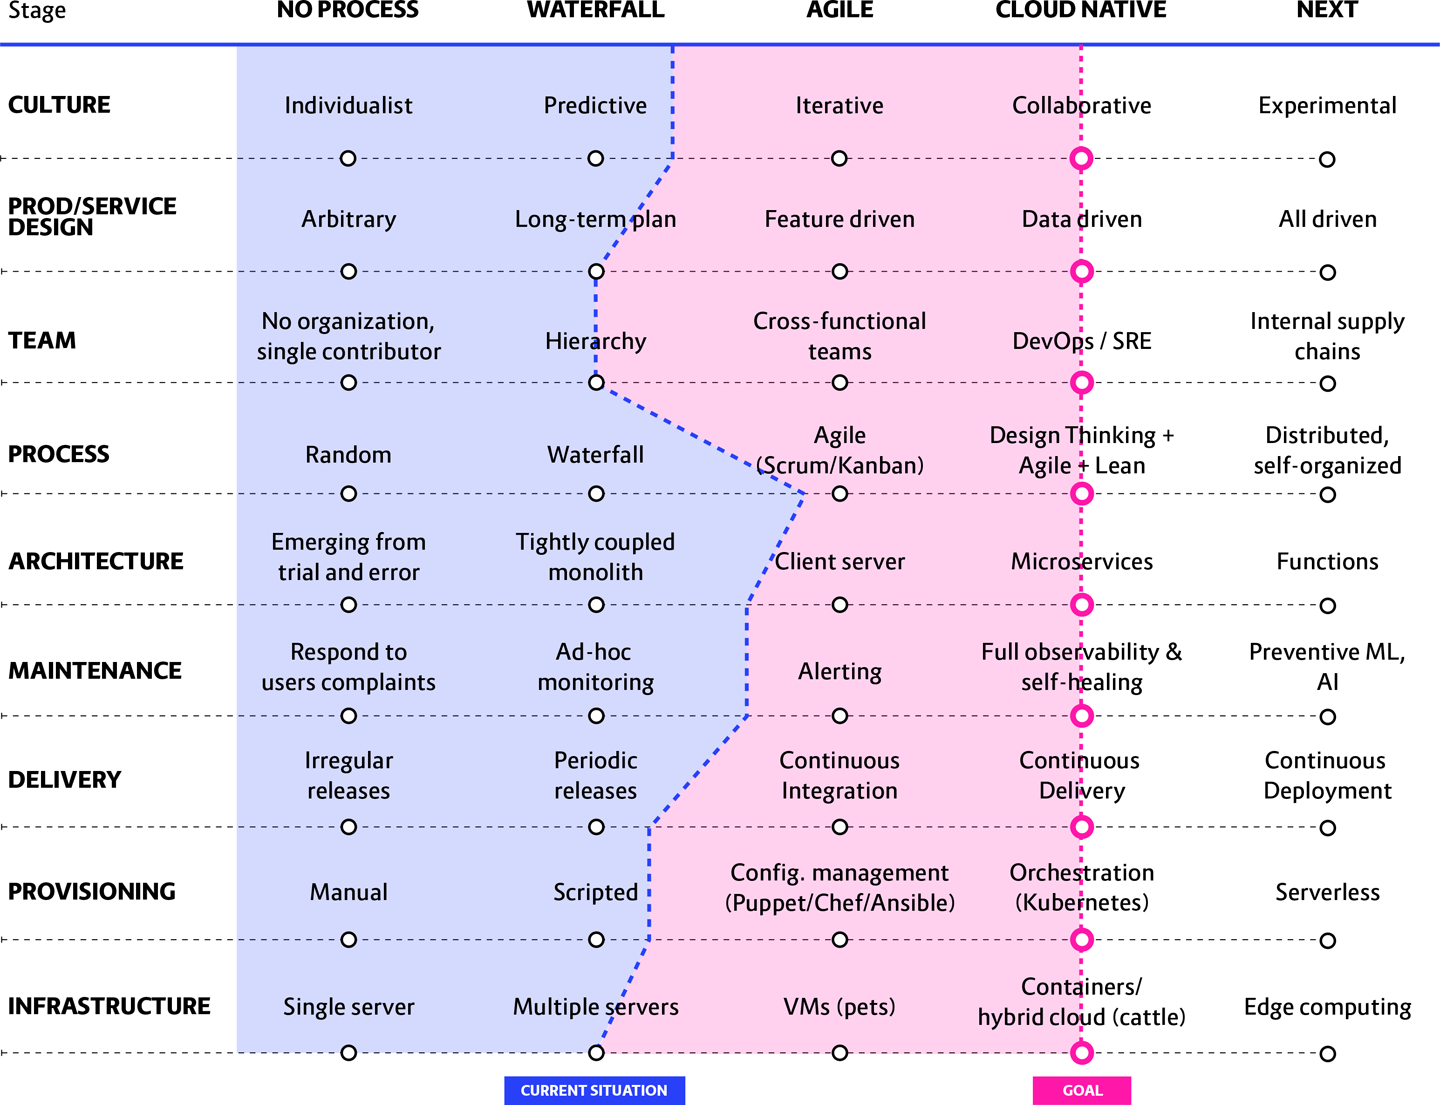 Stage NO PROCESS WATERFALL AGILE CLOUD NATIVE NEXT
CULTURE Individualist Predictive Iterative Collaborative Experimental
PROD/SERVICE
DESIGN Arbitrary Long-term plan Feature driven Data driven All driven
TEAM No organization,
single contributor Hierarchy Cross-functional
teams DevOps / SRE Internal supply
chains
PROCESS Random Waterfall Agile
(Scrum/Kanban) Design Thinking +
Agile + Lean Distributed,
self-organized
ARCHITECTURE Emerging from
trial and error Tightly coupled
monolith Client server Microservices Functions
MAINTENANCE Respond to
users complaints Ad-hoc
monitoring Alerting Full observability &
self-healing Preventive ML,
AI
DELIVERY Irregular
releases Periodic
releases Continuous
Integration Continuous
Delivery Continuous
Deployment
PROVISIONING Manual Scripted Config. management
(Puppet/Chef/Ansible) Orchestration
(Kubernetes) Serverless
INFRASTRUCTURE Single server Multiple servers VMs (pets) Containers/
hybrid cloud (cattle) Edge computing
CURRENT SITUATION GOAL